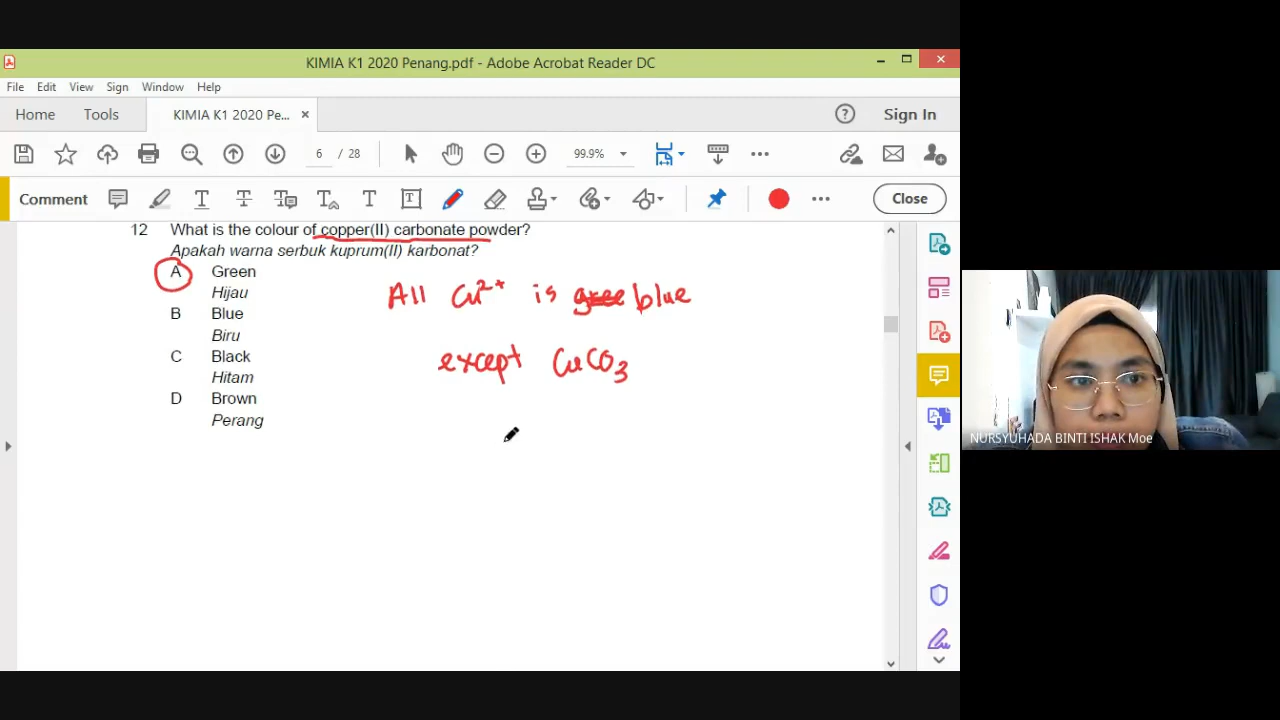 KIMIA K1 2020 Penang.pdf - Adobe Acrobat Reader DC
File Edit View Sign Window Help
Home Tools KIMIA K1 2020 Pe... × Sign In
6 / 28 99.9%
Comment Close
12 What is the colour of copper(II) carbonate powder?
Apakah warna serbuk kuprum(II) karbonat?
A Green
Hijau
B Blue
Biru
C Black
Hitam
D Brown
Perang
All Cu2+ is gree blue
except CuCO3
NURSYUHADA BINTI ISHAK Moe